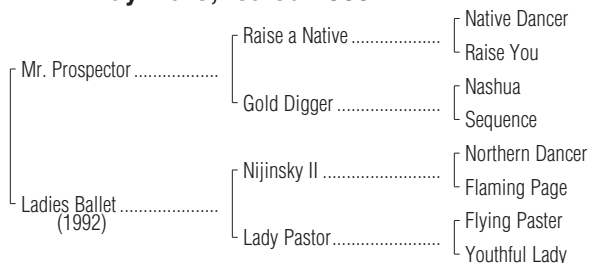 Native Dancer
Raise a Native ....................
Raise You
Mr. Prospector ................
Nashua
Gold Digger .......................
Sequence
Northern Dancer
Nijinsky II ..........................
Flaming Page
Ladies Ballet ...................
(1992)
Flying Paster
Lady Pastor.......................
Youthful Lady